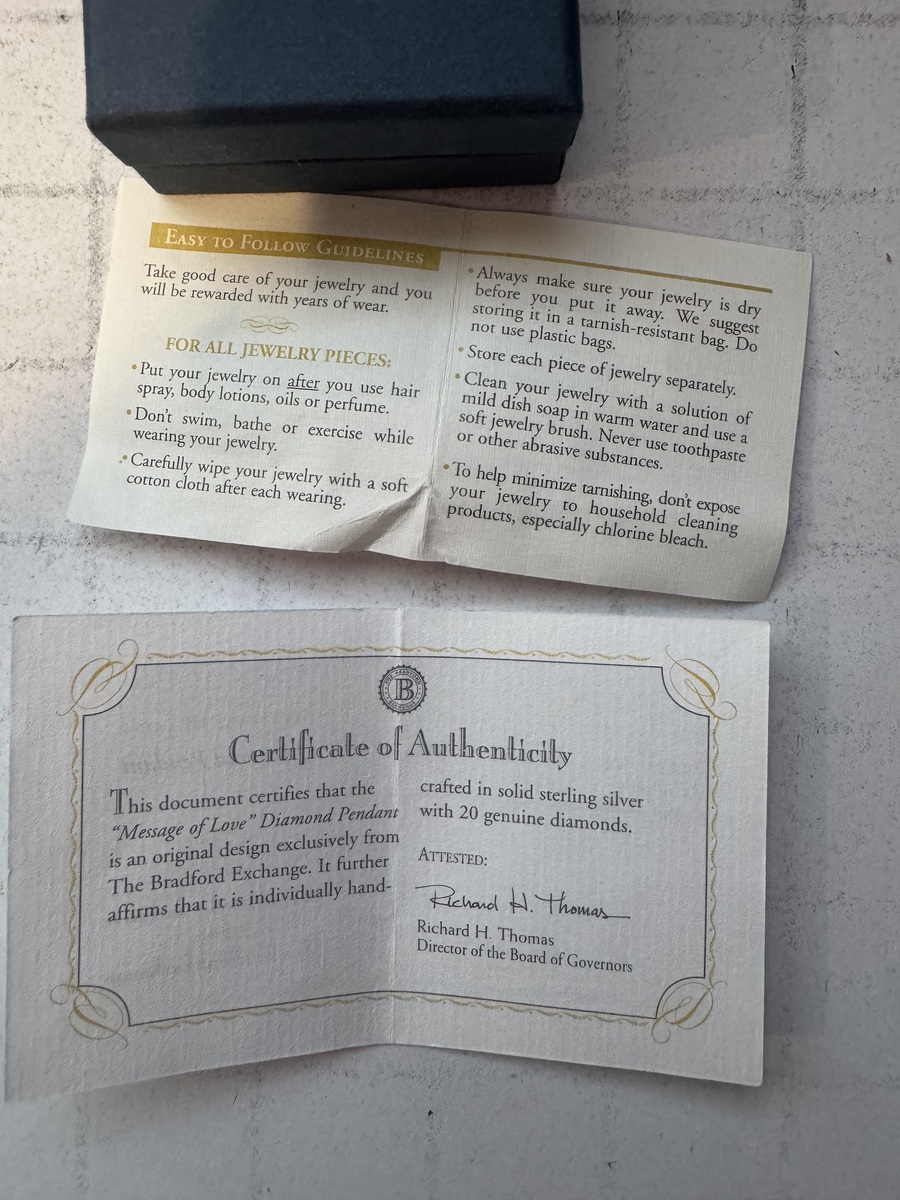 EASY TO FOLLOW GUIDELINES
Take good care of your jewelry and you
will be rewarded with years of wear.
FOR ALL JEWELRY PIECES:
•Put your jewelry on after you use hair
spray, body lotions, oils or perfume.
•Don't swim, bathe or exercise while
wearing your jewelry.
•Carefully wipe your jewelry with a soft
cotton cloth after each wearing.
•Always make sure your jewelry is dry
before you put it away. We suggest
storing it in a tarnish-resistant bag. Do
not use plastic bags.
•Store each piece of jewelry separately.
•Clean your jewelry with a solution of
mild dish soap in warm water and use a
soft jewelry brush. Never use toothpaste
or other abrasive substances.
•To help minimize tarnishing, don't expose
your jewelry to household cleaning
products, especially chlorine bleach.
THE BRADFORD
B
EXCHANGE
Certificate of Authenticity
This document certifies that the
"Message of Love" Diamond Pendant
is an original design exclusively from
The Bradford Exchange. It further
affirms that it is individually hand-
crafted in solid sterling silver
with 20 genuine diamonds.
ATTESTED:
Richard H. Thomas
Richard H. Thomas
Director of the Board of Governors